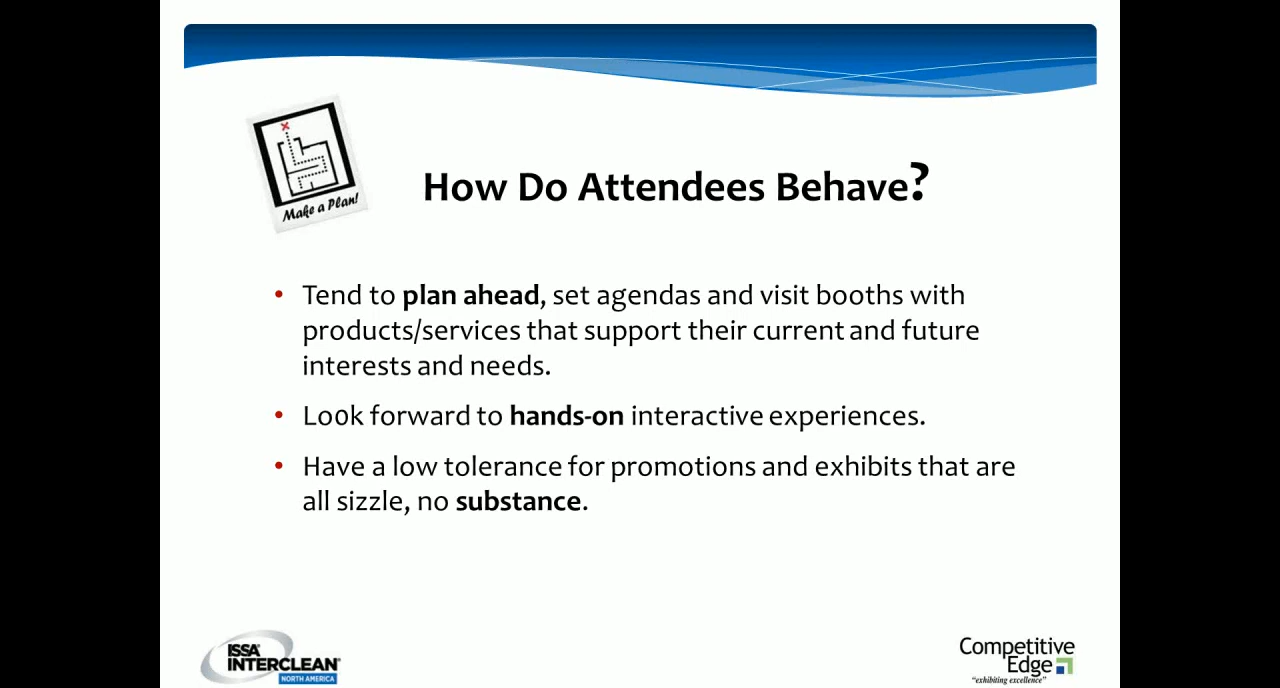 Make a Plan!
How Do Attendees Behave?
• Tend to plan ahead, set agendas and visit booths with
products/services that support their current and future
interests and needs.
• Look forward to hands-on interactive experiences.
• Have a low tolerance for promotions and exhibits that are
all sizzle, no substance.
ISSA
INTERCLEAN®
NORTH AMERICA
Competitive
Edge
"exhibiting excellence"